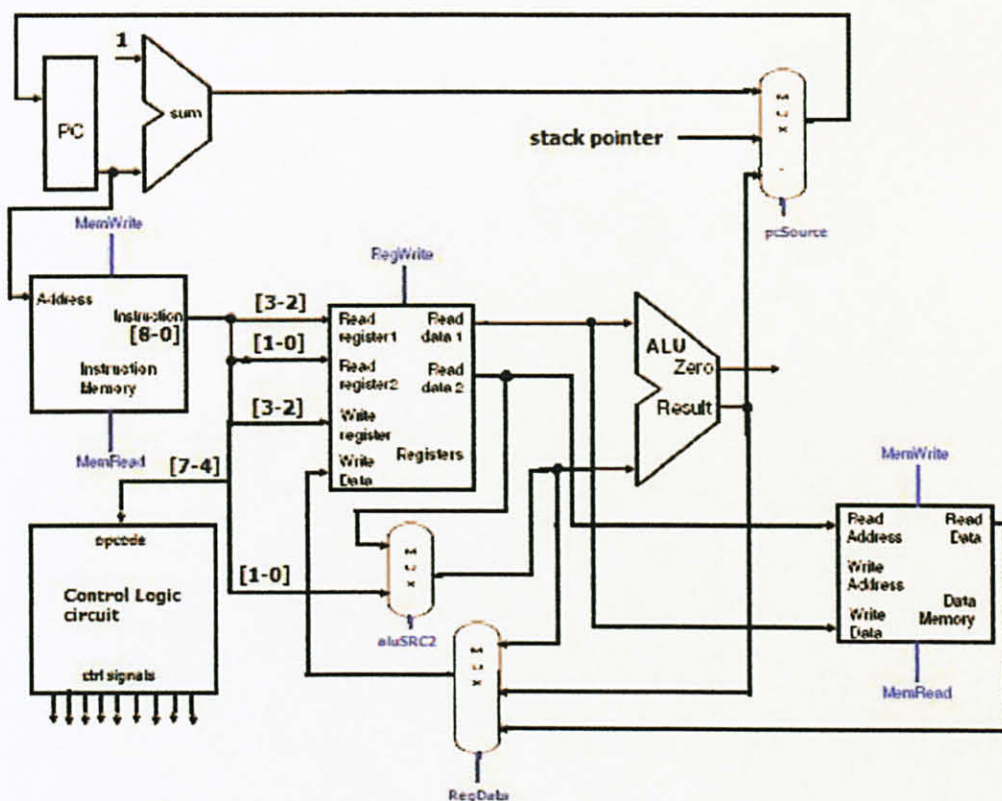 1
PC
sum
M
U
X
stack pointer
pcSource
MemWrite
RegWrite
Address
Instruction
[8-0]
Instruction
Memory
MemRead
[3-2]
[1-0]
[3-2]
[7-4]
[1-0]
Read
register1
Read
data 1
Read
register2
Read
data 2
Write
register
Write
Data
Registers
ALU
Zero
Result
MemWrite
Read
Address
Read
Data
Write
Address
Write
Data
Data
Memory
MemRead
opcode
Control Logic
circuit
ctrl signals
M
U
X
aluSRC2
M
U
X
RegData